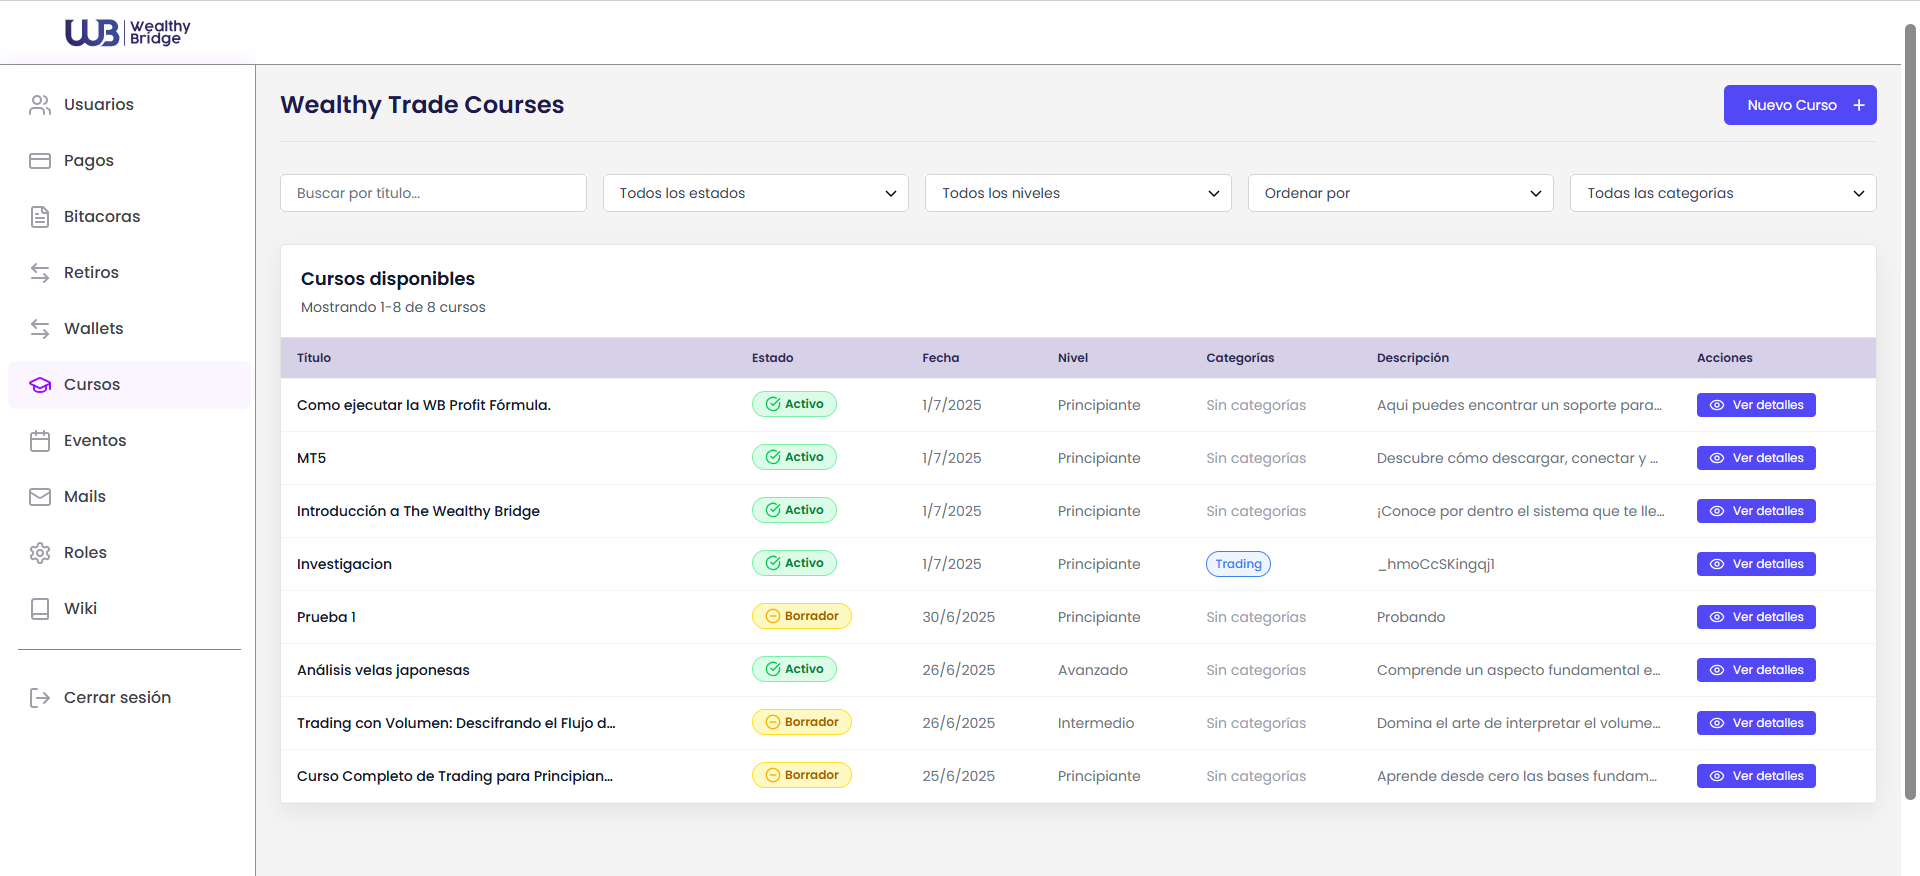 WB Wealthy
Bridge
Usuarios
Pagos
Bitacoras
Retiros
Wallets
Cursos
Eventos
Mails
Roles
Wiki
Cerrar sesión
Wealthy Trade Courses
Nuevo Curso +
Buscar por título...
Todos los estados
Todos los niveles
Ordenar por
Todas las categorías
Cursos disponibles
Mostrando 1-8 de 8 cursos
Título Estado Fecha Nivel Categorías Descripción Acciones
Como ejecutar la WB Profit Fórmula. Activo 1/7/2025 Principiante Sin categorías Aqui puedes encontrar un soporte para... Ver detalles
MT5 Activo 1/7/2025 Principiante Sin categorías Descubre cómo descargar, conectar y ... Ver detalles
Introducción a The Wealthy Bridge Activo 1/7/2025 Principiante Sin categorías ¡Conoce por dentro el sistema que te lle... Ver detalles
Investigacion Activo 1/7/2025 Principiante Trading _hmoCcSKingqj1 Ver detalles
Prueba 1 Borrador 30/6/2025 Principiante Sin categorías Probando Ver detalles
Análisis velas japonesas Activo 26/6/2025 Avanzado Sin categorías Comprende un aspecto fundamental e... Ver detalles
Trading con Volumen: Descifrando el Flujo d... Borrador 26/6/2025 Intermedio Sin categorías Domina el arte de interpretar el volume... Ver detalles
Curso Completo de Trading para Principian... Borrador 25/6/2025 Principiante Sin categorías Aprende desde cero las bases fundam... Ver detalles